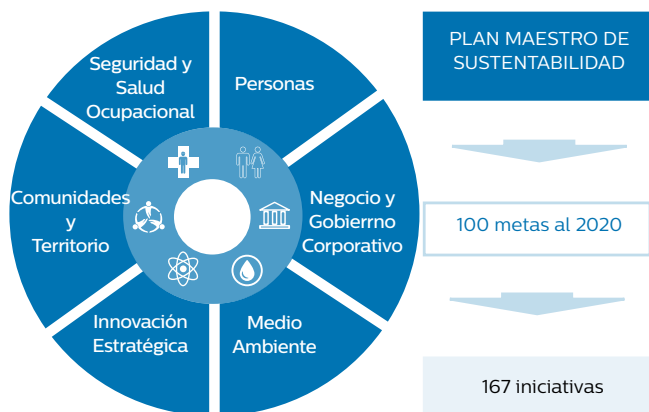 Seguridad y
Salud
Ocupacional
Personas
Comunidades
y
Territorio
Negocio y
Gobierrno
Corporativo
Innovación
Estratégica
Medio
Ambiente
PLAN MAESTRO DE
SUSTENTABILIDAD
100 metas al 2020
167 iniciativas